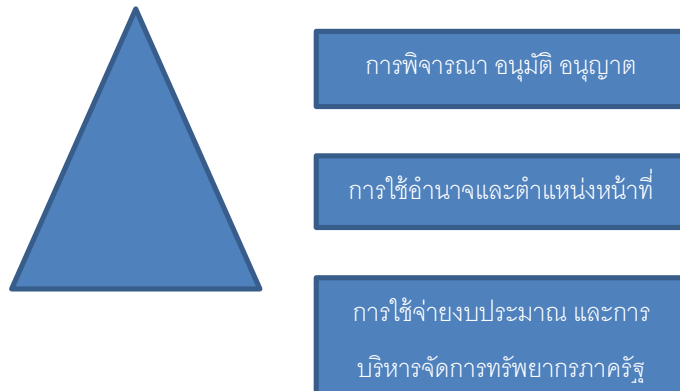 การพิจารณา อนุมัติ อนุญาต
การใช้อำนาจและตำแหน่งหน้าที่
การใช้จ่ายงบประมาณ และการ
บริหารจัดการทรัพยากรภาครัฐ